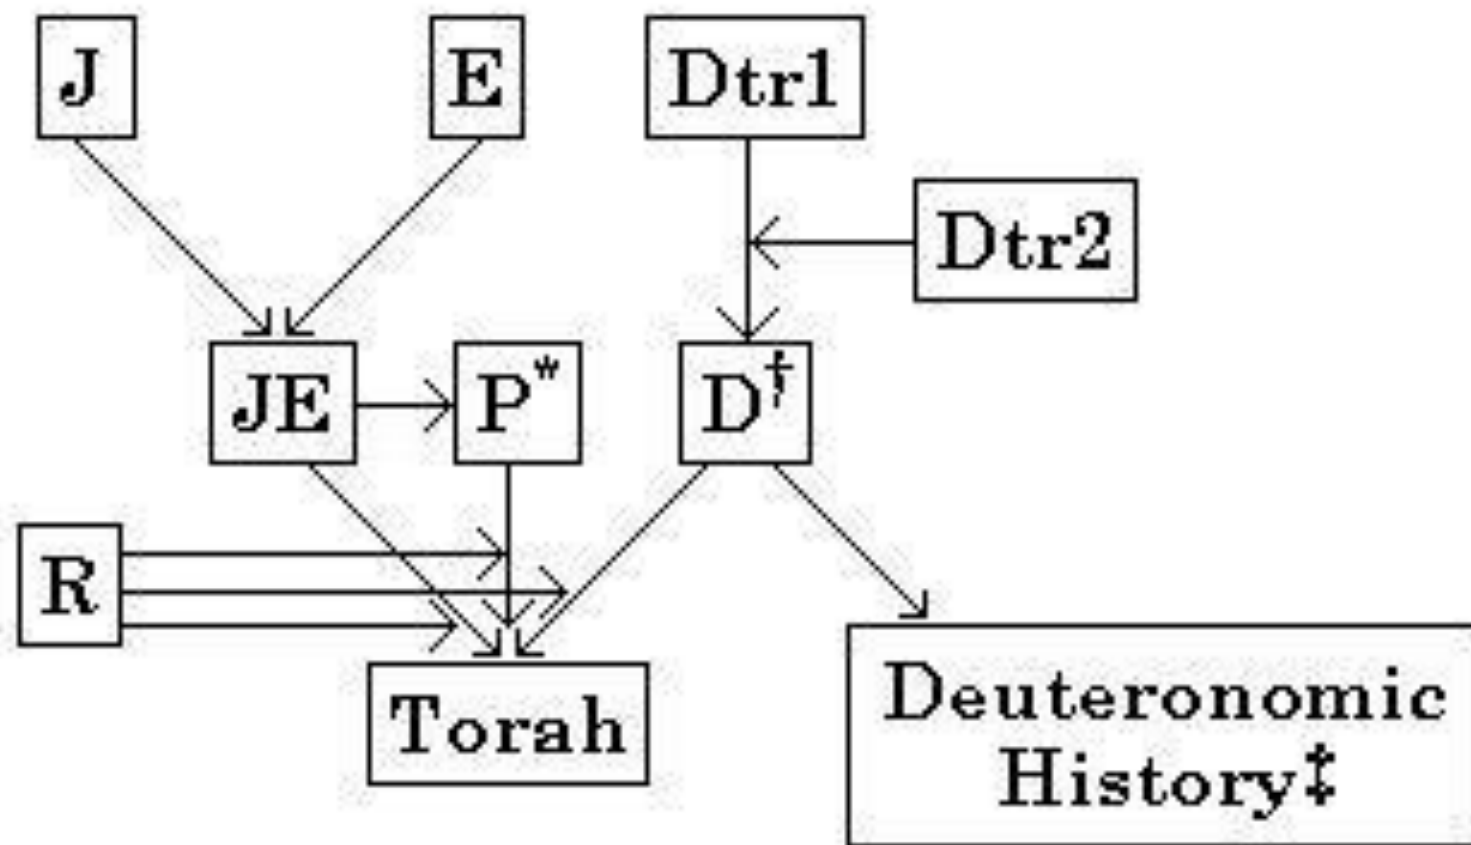 J
E
Dtr1
Dtr2
JE
P*
D†
R
Torah
Deuteronomic
History‡